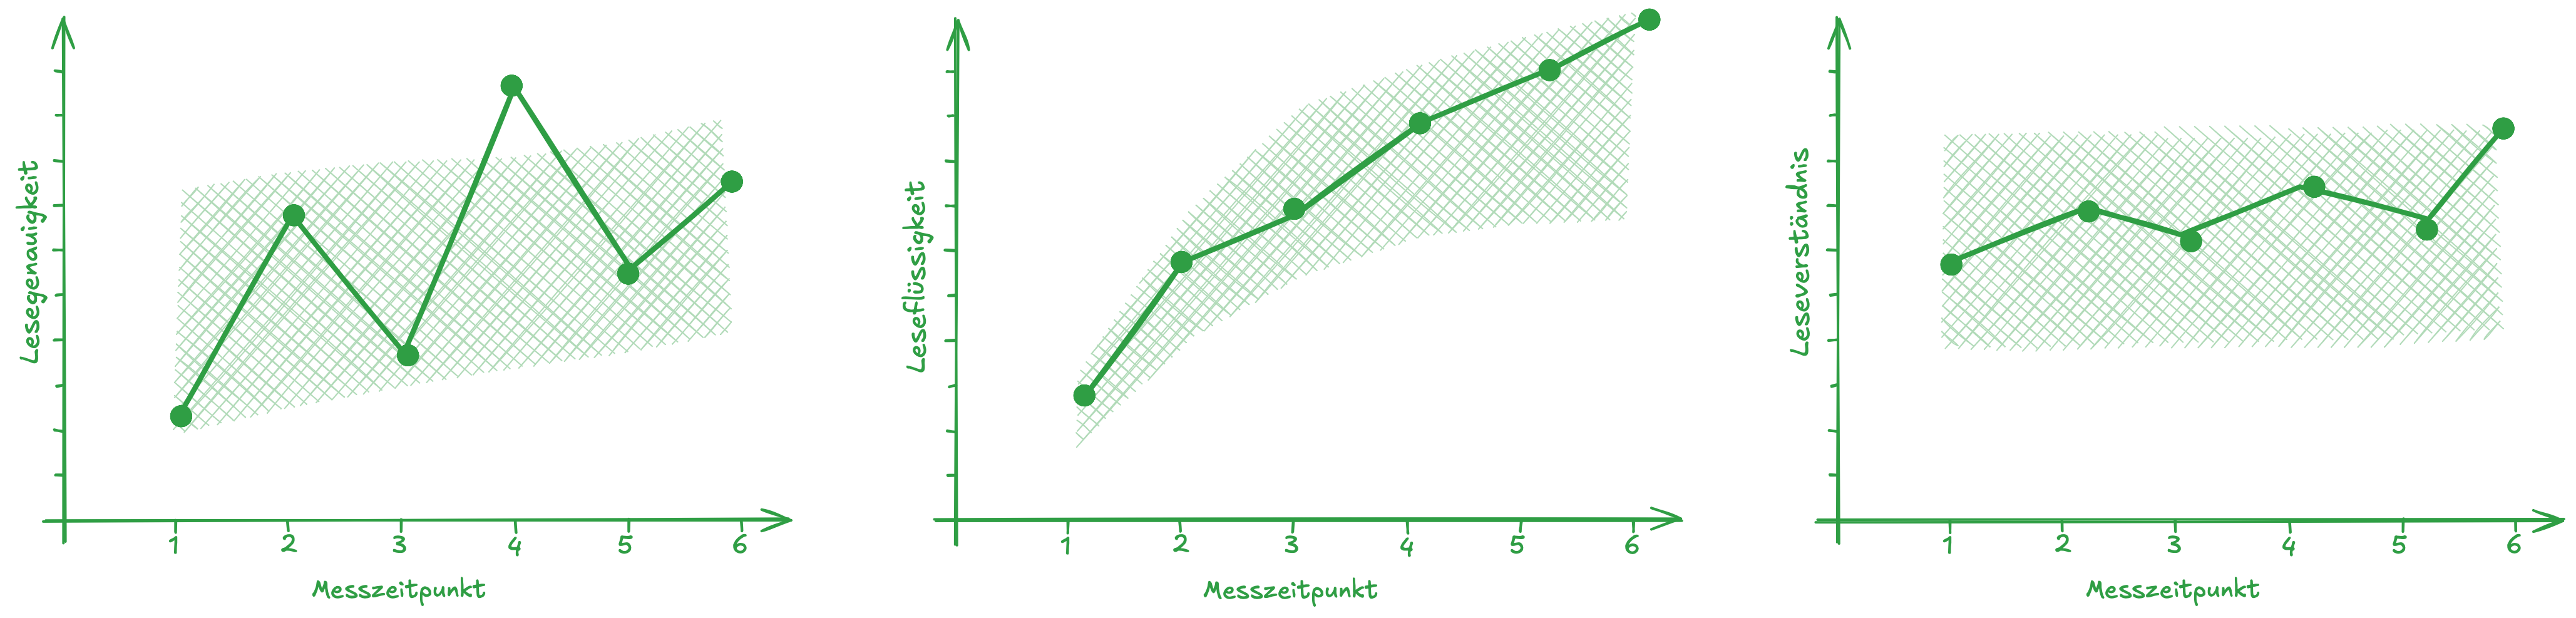 Lesegenauigkeit
1 2 3 4 5 6
Messzeitpunkt
Leseflüssigkeit
1 2 3 4 5 6
Messzeitpunkt
Leseverständnis
1 2 3 4 5 6
Messzeitpunkt